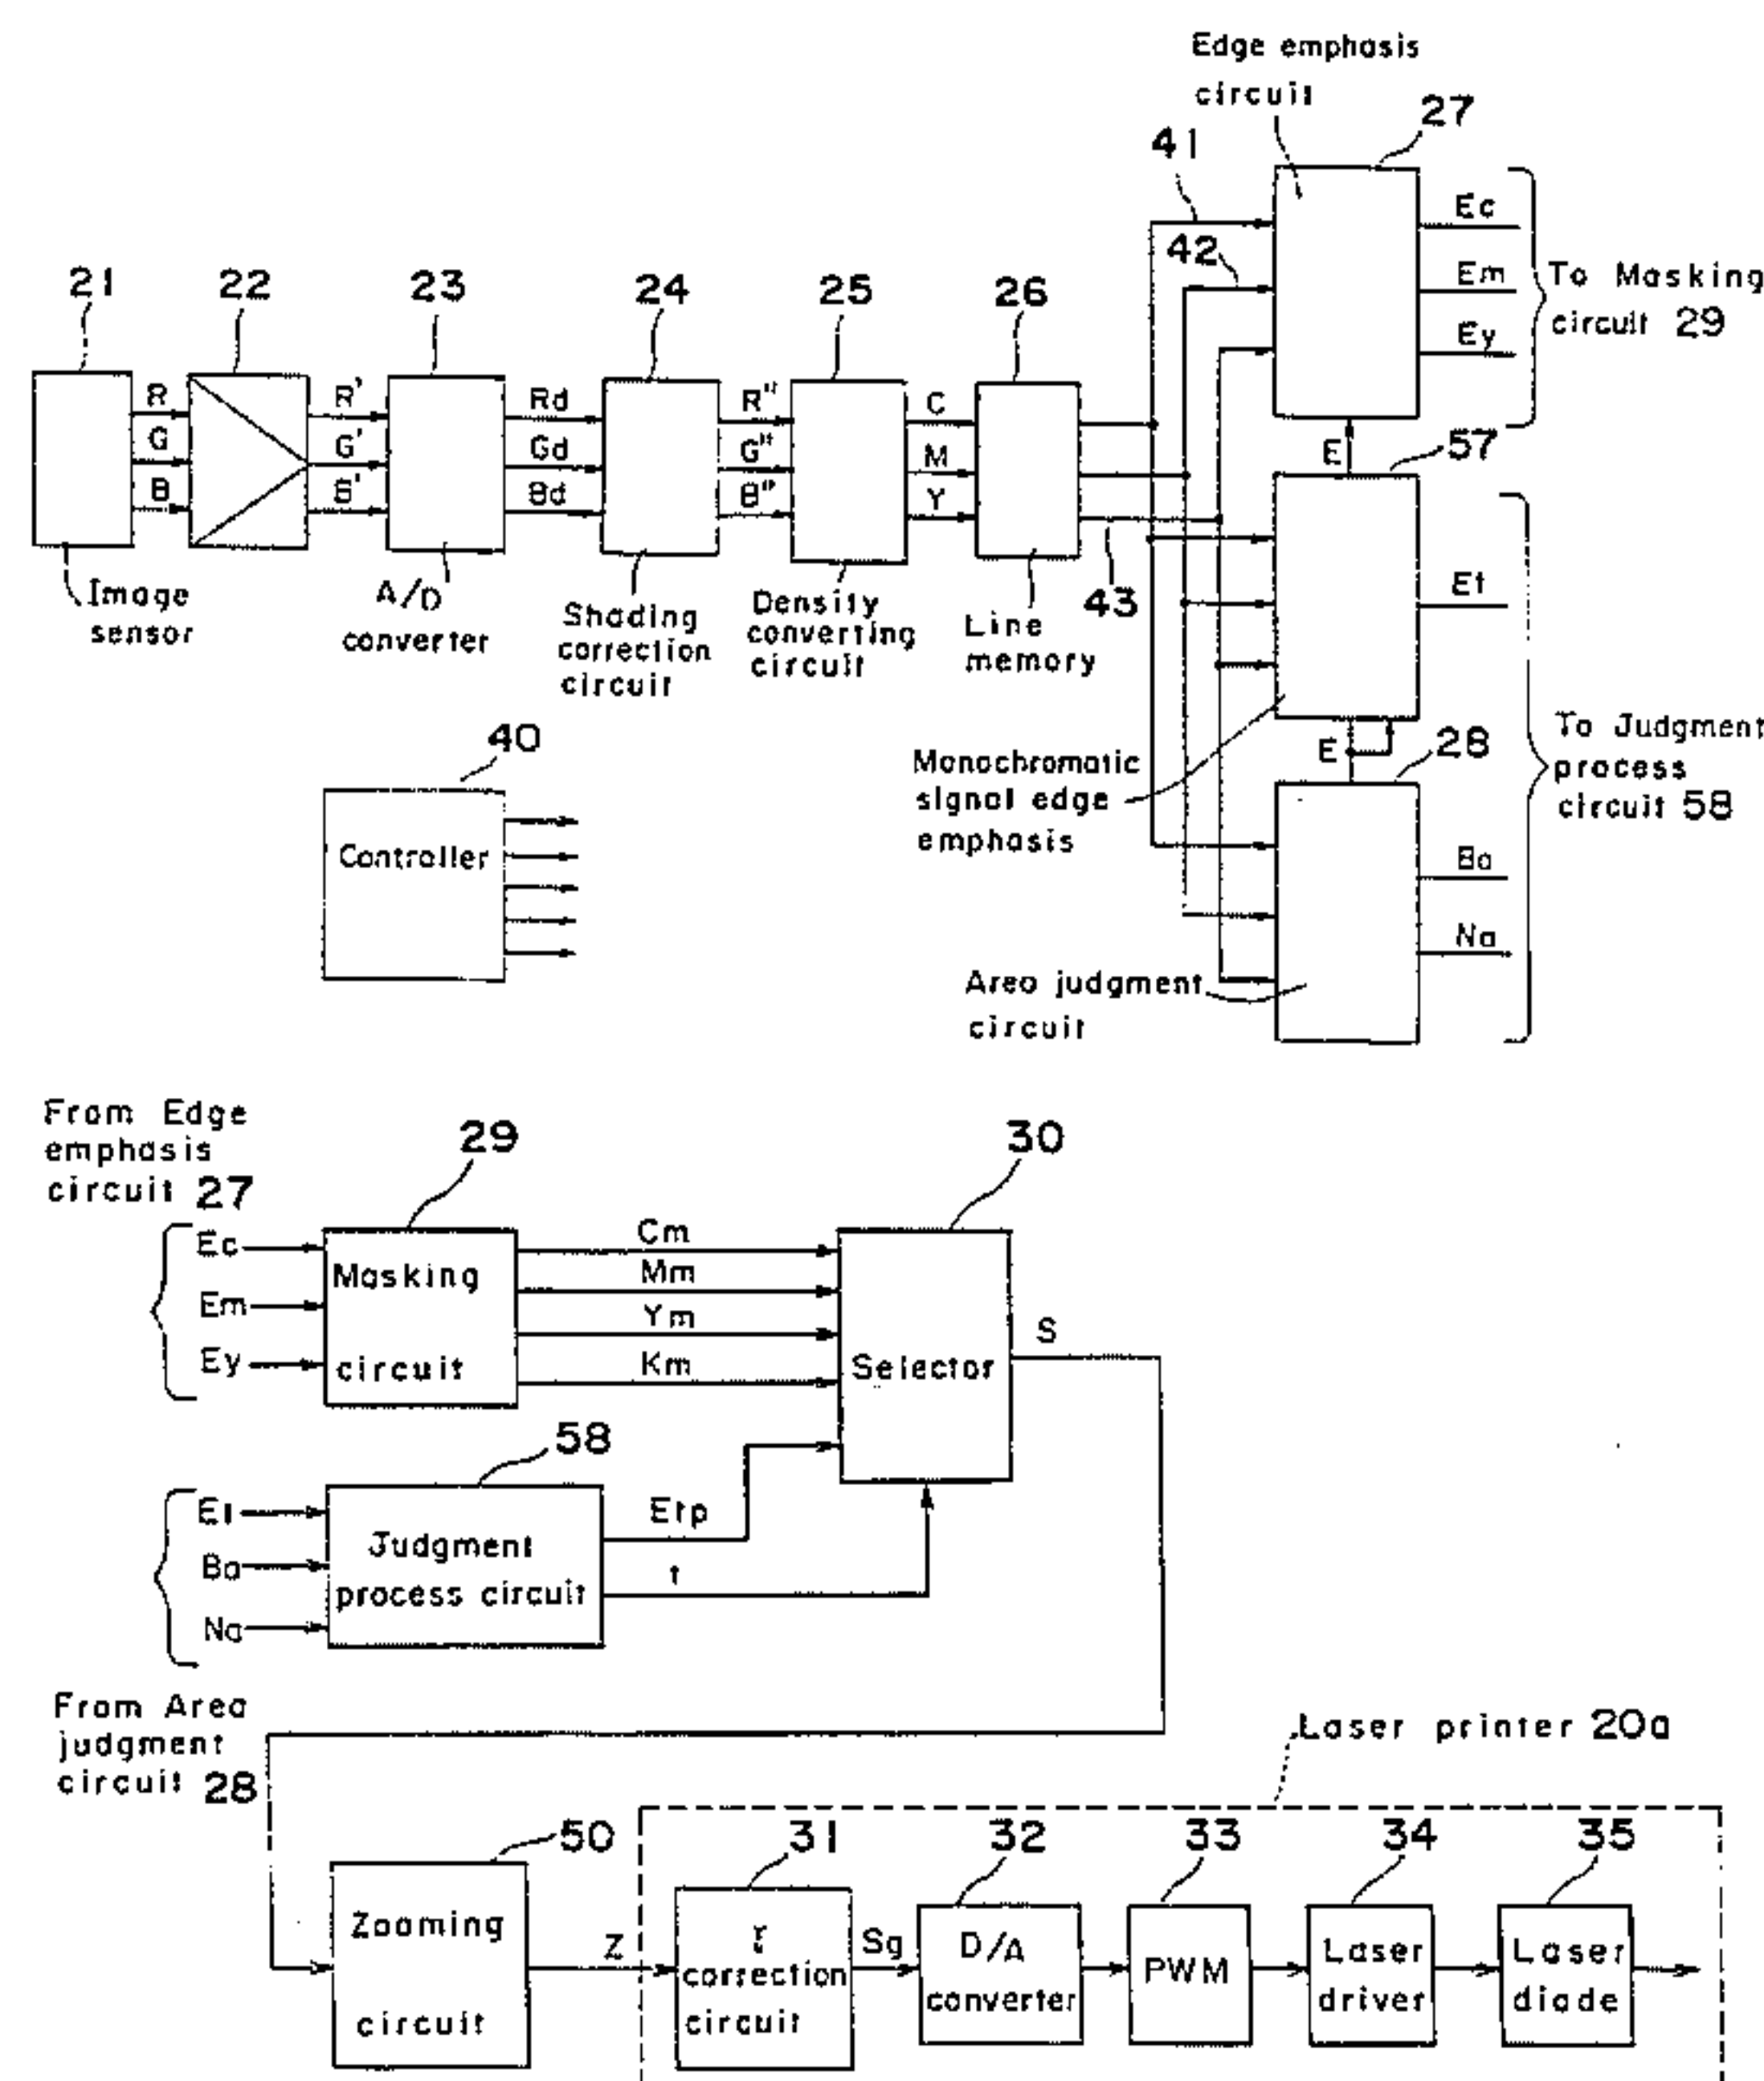 Edge emphasis
circuit
27
41
42
Ec
Em
Ey
To Masking
circuit 29
21
22
23
24
25
26
R
G
B
R'
G'
B'
Rd
Gd
Bd
R"
G"
B"
C
M
Y
Image
sensor
A/D
converter
Shading
correction
circuit
Density
converting
circuit
Line
memory
43
E
57
Et
E
28
Monochromatic
signal edge
emphasis
To Judgment
process
circuit 58
40
Controller
Ba
Na
Area judgment
circuit
From Edge
emphasis
circuit 27
29
30
Ec
Em
Ey
Masking
circuit
Cm
Mm
Ym
Km
Selector
S
58
Et
Ba
Na
Judgment
process circuit
Etp
t
From Area
judgment
circuit 28
Laser printer 20a
50
31
32
33
34
35
Zooming
circuit
Z
correction
circuit
Sg
D/A
converter
PWM
Laser
driver
Laser
diode